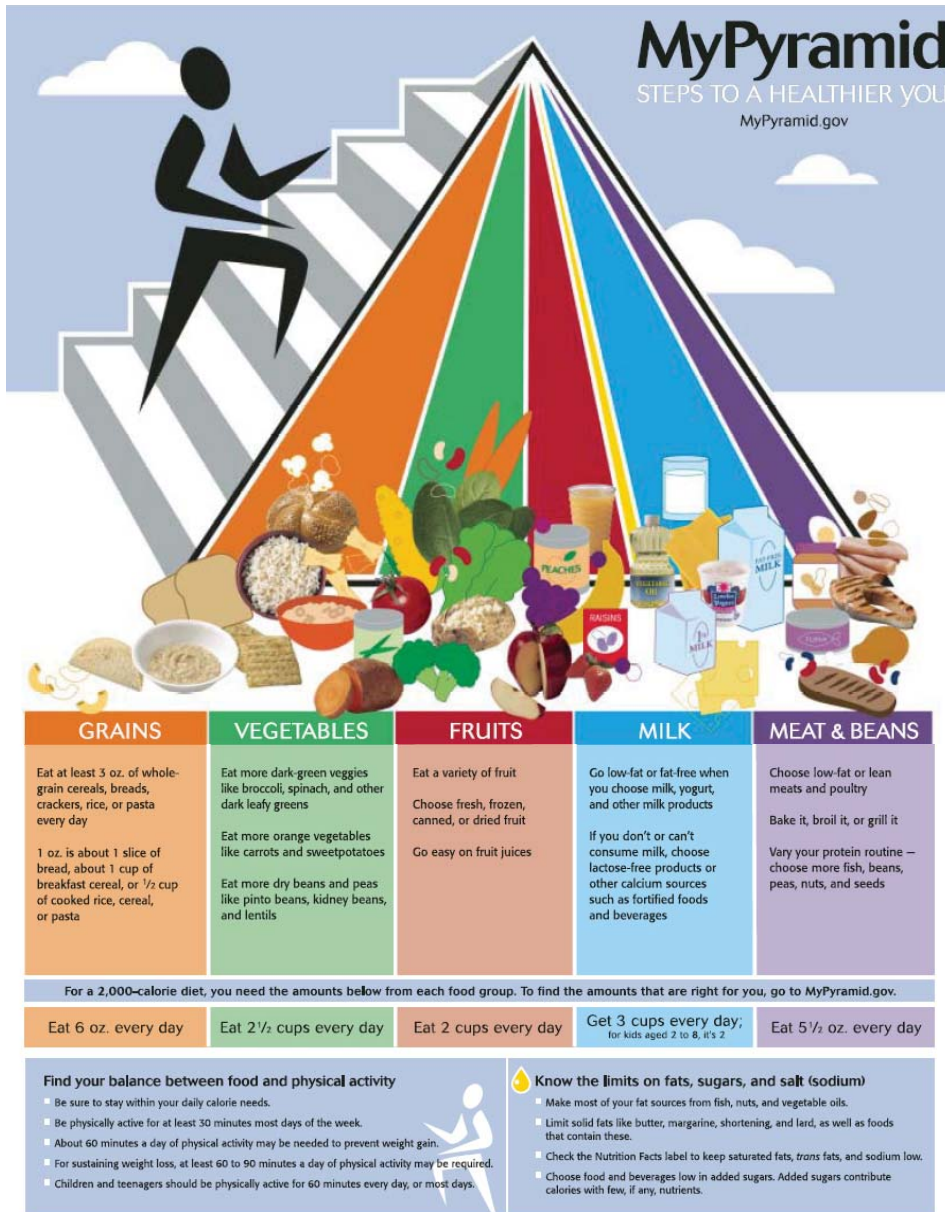 MyPyramid
STEPS TO A HEALTHIER YOU
MyPyramid.gov
PEACHES
VEGETABLE
OIL
RAISINS
Yogurt
FAT FREE
MILK
1%
MILK
TUNA
GRAINS
Eat at least 3 oz. of whole-
grain cereals, breads,
crackers, rice, or pasta
every day
1 oz. is about 1 slice of
bread, about 1 cup of
breakfast cereal, or 1/2 cup
of cooked rice, cereal,
or pasta
VEGETABLES
Eat more dark-green veggies
like broccoli, spinach, and other
dark leafy greens
Eat more orange vegetables
like carrots and sweetpotatoes
Eat more dry beans and peas
like pinto beans, kidney beans,
and lentils
FRUITS
Eat a variety of fruit
Choose fresh, frozen,
canned, or dried fruit
Go easy on fruit juices
MILK
Go low-fat or fat-free when
you choose milk, yogurt,
and other milk products
If you don't or can't
consume milk, choose
lactose-free products or
other calcium sources
such as fortified foods
and beverages
MEAT & BEANS
Choose low-fat or lean
meats and poultry
Bake it, broil it, or grill it
Vary your protein routine —
choose more fish, beans,
peas, nuts, and seeds
For a 2,000-calorie diet, you need the amounts below from each food group. To find the amounts that are right for you, go to MyPyramid.gov.
Eat 6 oz. every day
Eat 2 1/2 cups every day
Eat 2 cups every day
Get 3 cups every day;
for kids aged 2 to 8, it's 2
Eat 5 1/2 oz. every day
Find your balance between food and physical activity
Be sure to stay within your daily calorie needs.
Be physically active for at least 30 minutes most days of the week.
About 60 minutes a day of physical activity may be needed to prevent weight gain.
For sustaining weight loss, at least 60 to 90 minutes a day of physical activity may be required.
Children and teenagers should be physically active for 60 minutes every day, or most days.
Know the limits on fats, sugars, and salt (sodium)
Make most of your fat sources from fish, nuts, and vegetable oils.
Limit solid fats like butter, margarine, shortening, and lard, as well as foods
that contain these.
Check the Nutrition Facts label to keep saturated fats, trans fats, and sodium low.
Choose food and beverages low in added sugars. Added sugars contribute
calories with few, if any, nutrients.